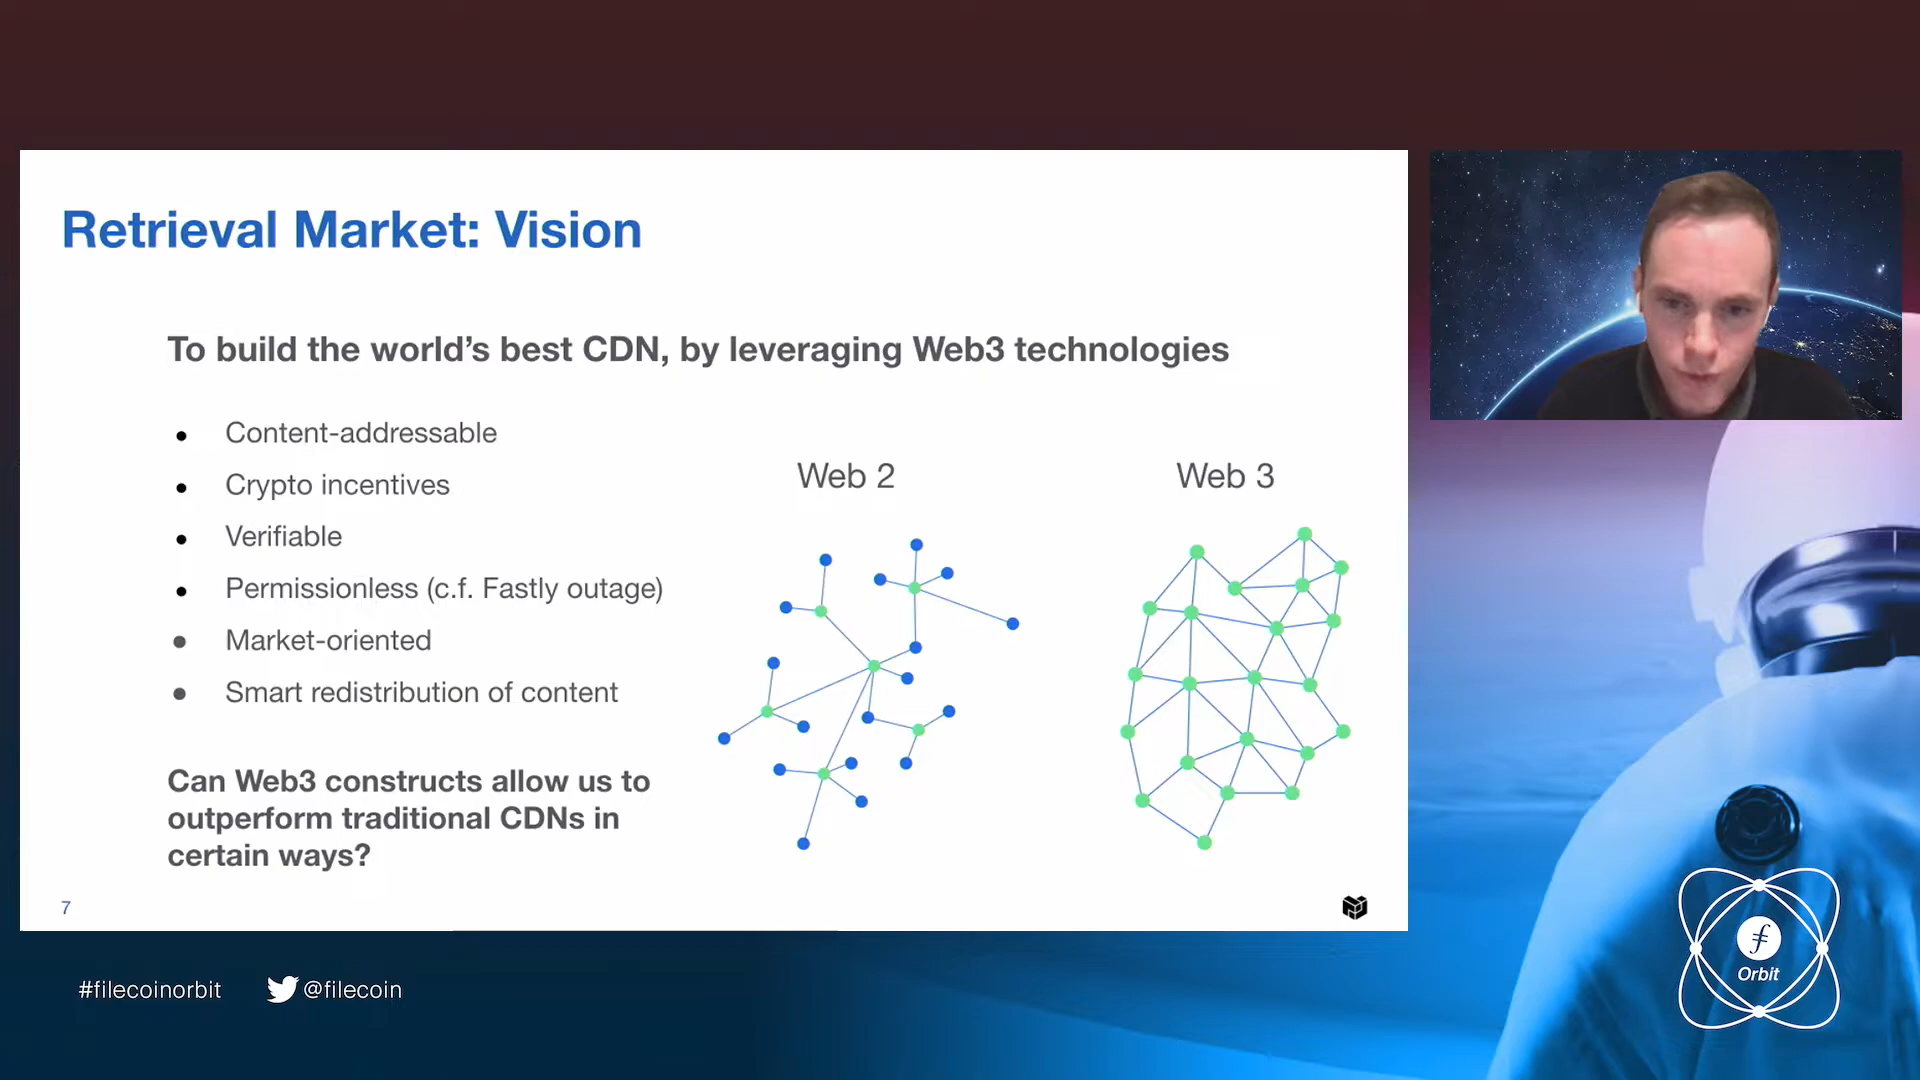 Retrieval Market: Vision
To build the world’s best CDN, by leveraging Web3 technologies
• Content-addressable
• Crypto incentives
• Verifiable
• Permissionless (c.f. Fastly outage)
• Market-oriented
• Smart redistribution of content
Can Web3 constructs allow us to
outperform traditional CDNs in
certain ways?
Web 2
Web 3
7
#filecoinorbit
@filecoin
Orbit